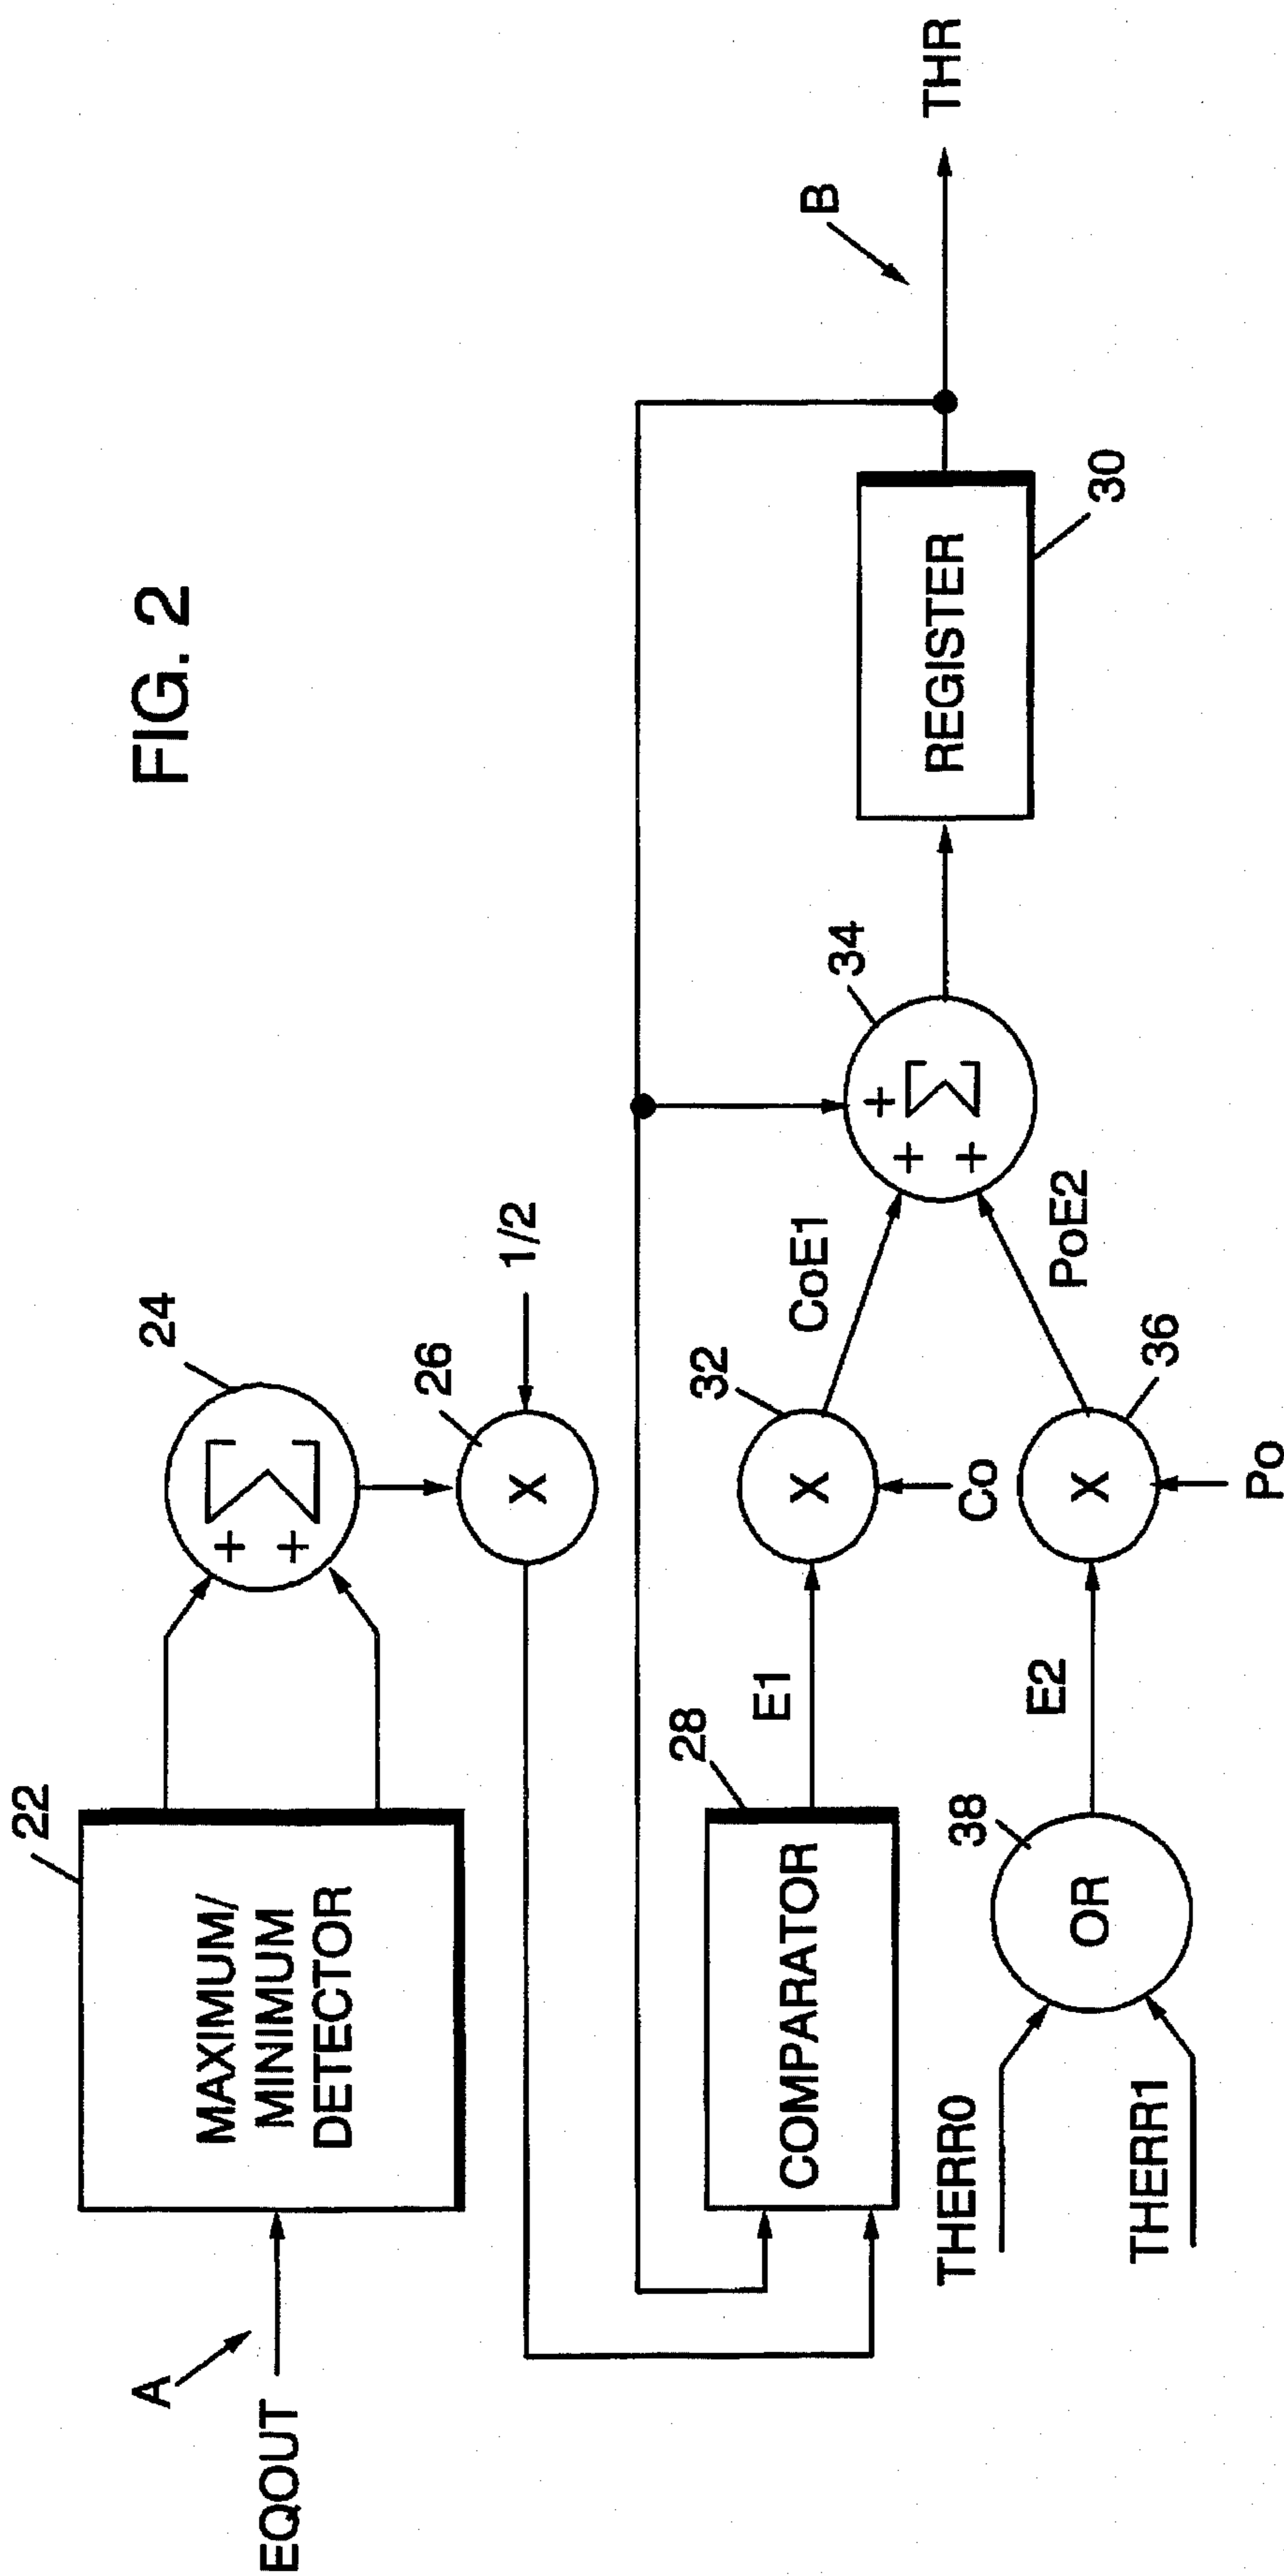 FIG. 2
22
MAXIMUM/
MINIMUM
DETECTOR
A
EQOUT
24
+
+
Σ
26
X
1/2
28
COMPARATOR
E1
32
X
Co
CoE1
34
+
+
+
Σ
REGISTER
30
B
THR
THERR0
THERR1
38
OR
E2
36
X
Po
PoE2